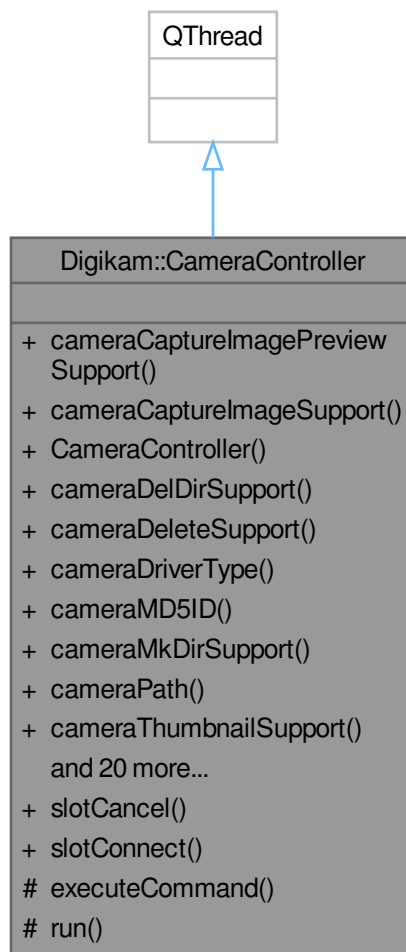 QThread
Digikam::CameraController
+ cameraCaptureImagePreview
Support()
+ cameraCaptureImageSupport()
+ CameraController()
+ cameraDelDirSupport()
+ cameraDeleteSupport()
+ cameraDriverType()
+ cameraMD5ID()
+ cameraMkDirSupport()
+ cameraPath()
+ cameraThumbnailSupport()
and 20 more...
+ slotCancel()
+ slotConnect()
# executeCommand()
# run()